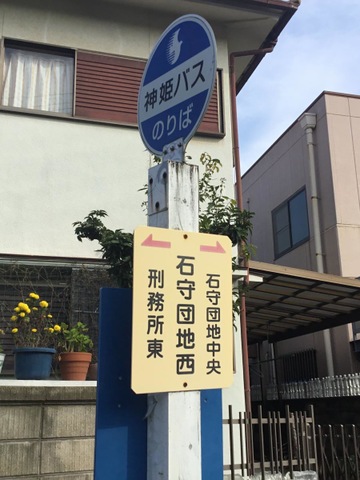 神姫バス
のりば
石守団地中央
石守団地西
刑務所東